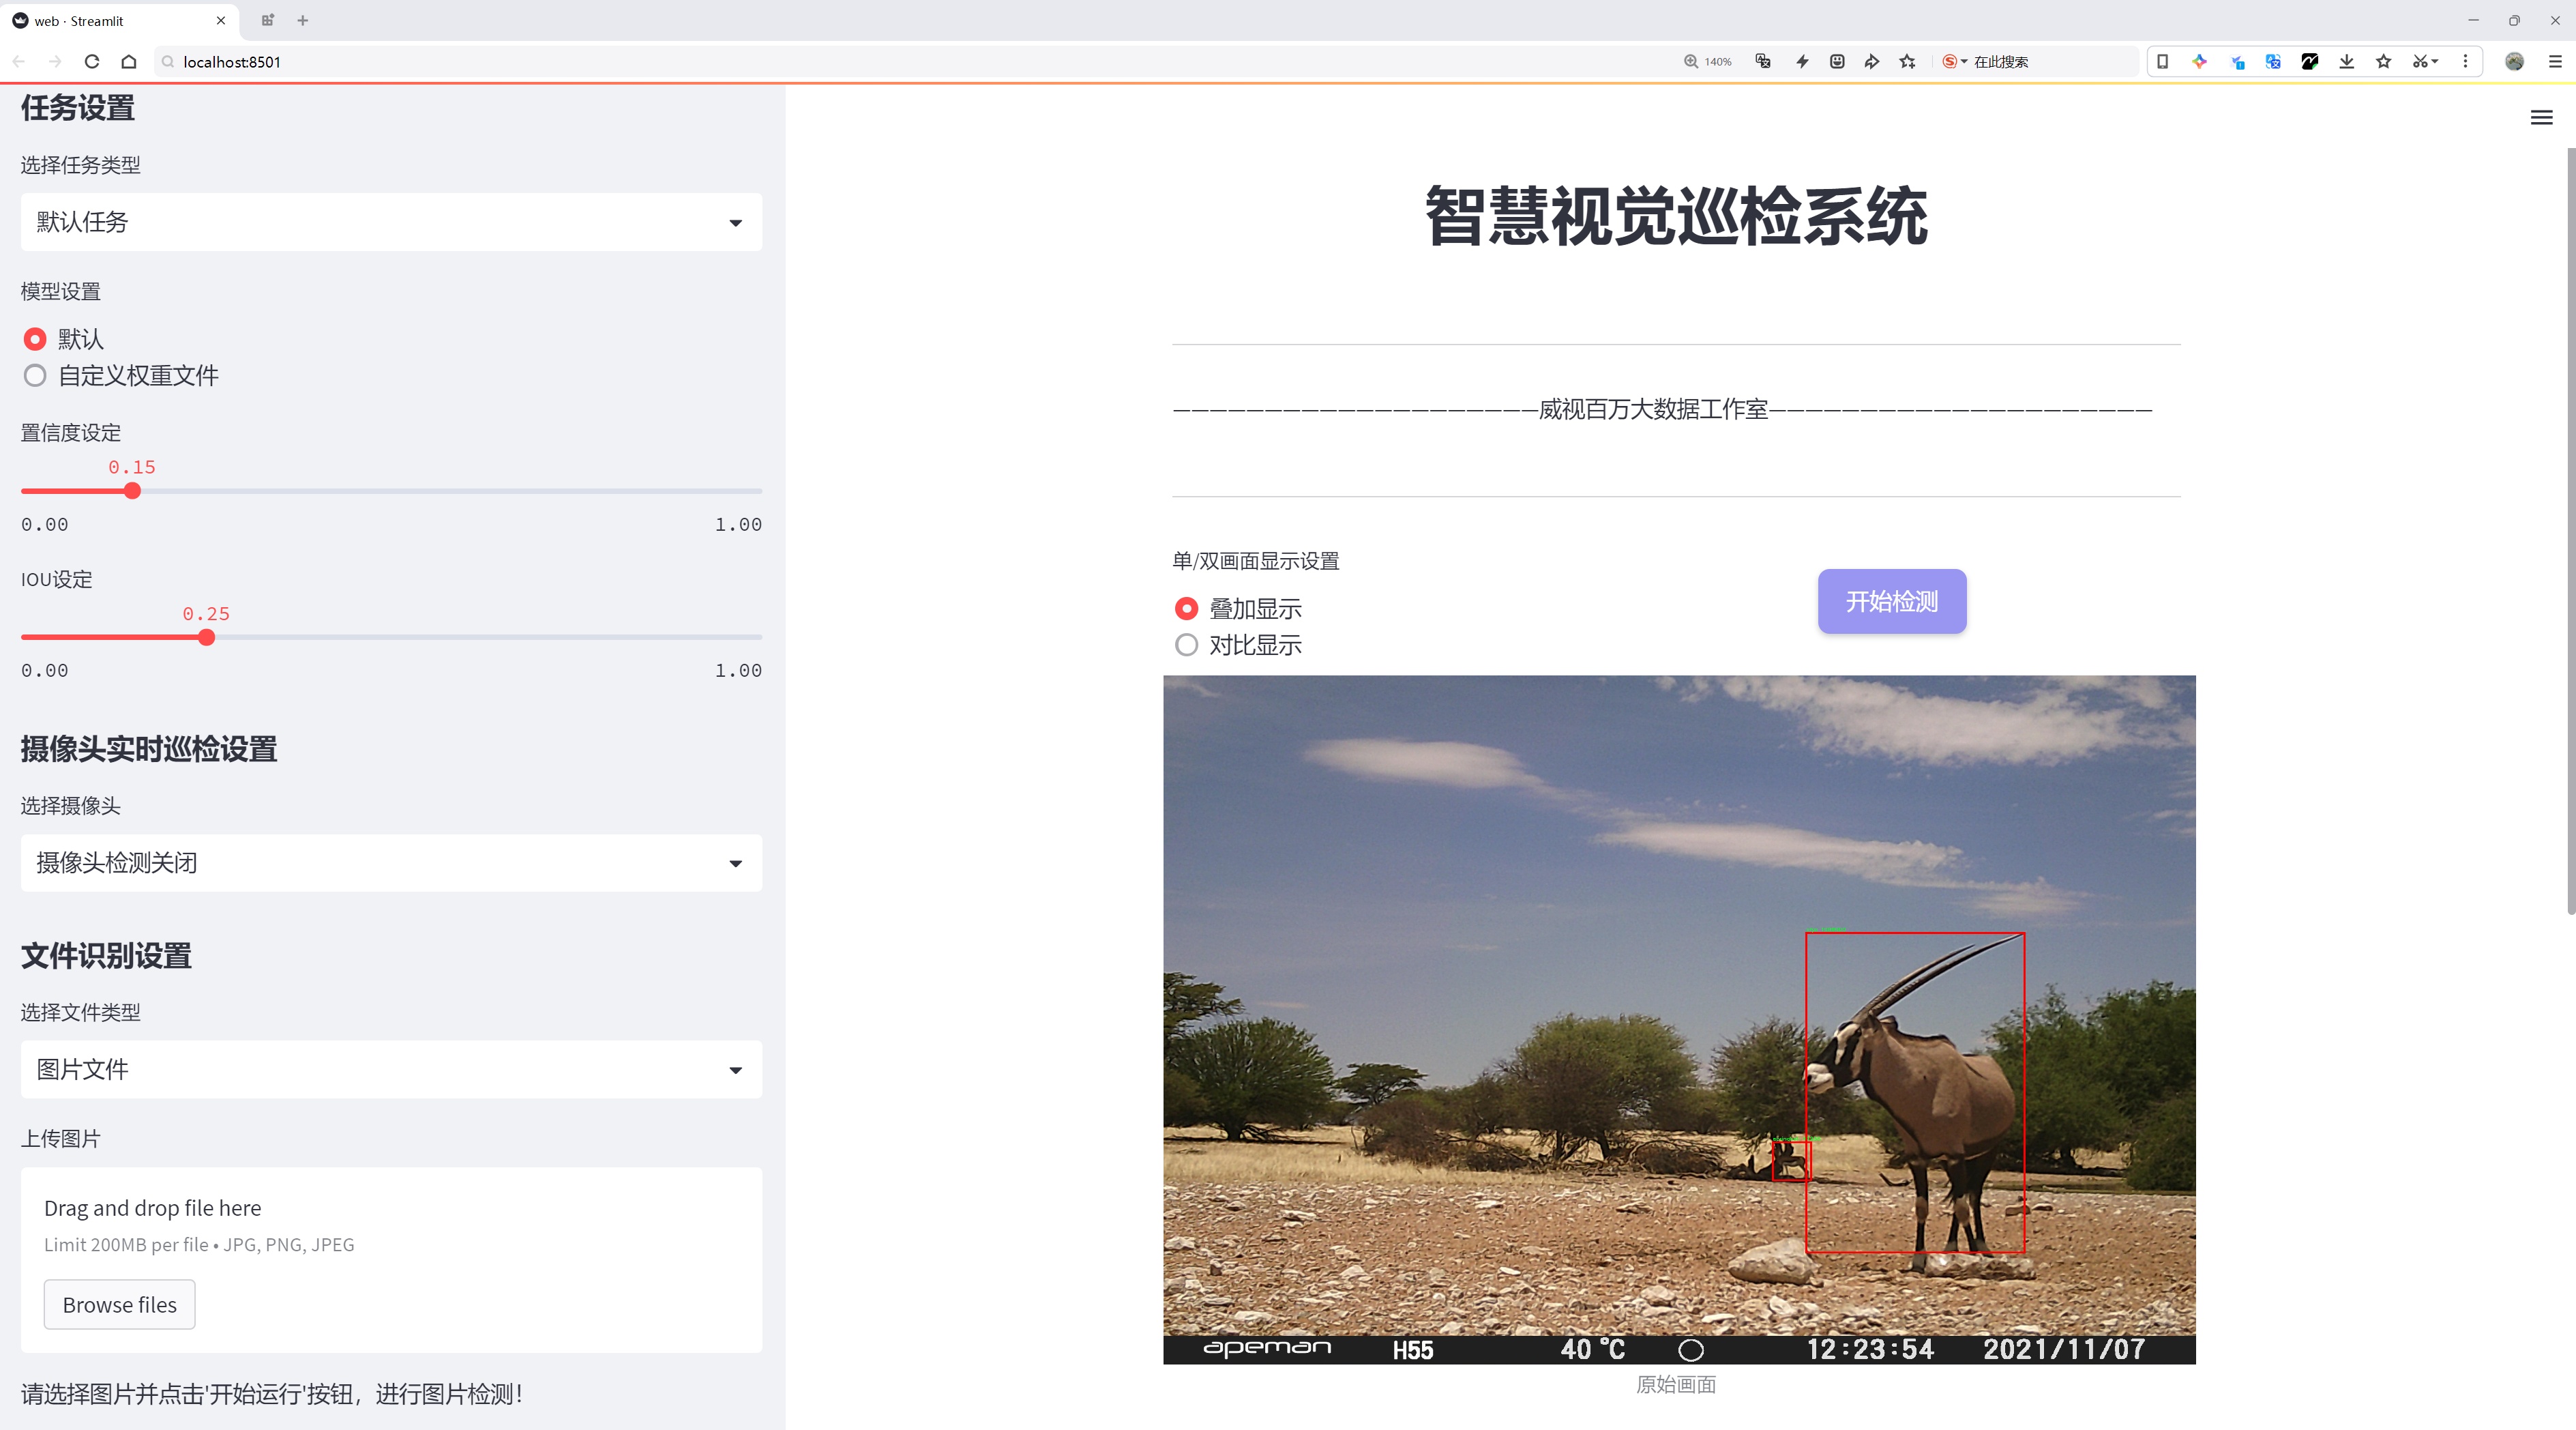 web · Streamlit
localhost:8501
140%
在此搜索
任务设置
选择任务类型
默认任务
模型设置
默认
自定义权重文件
置信度设定
0.15
0.00 1.00
IOU设定
0.25
0.00 1.00
摄像头实时巡检设置
选择摄像头
摄像头检测关闭
文件识别设置
选择文件类型
图片文件
上传图片
Drag and drop file here
Limit 200MB per file • JPG, PNG, JPEG
Browse files
请选择图片并点击'开始运行'按钮，进行图片检测！
智慧视觉巡检系统
————————————————————威视百万大数据工作室—————————————————————
单/双画面显示设置
叠加显示
对比显示
开始检测
apeman H55 40℃ 12:23:54 2021/11/07
原始画面